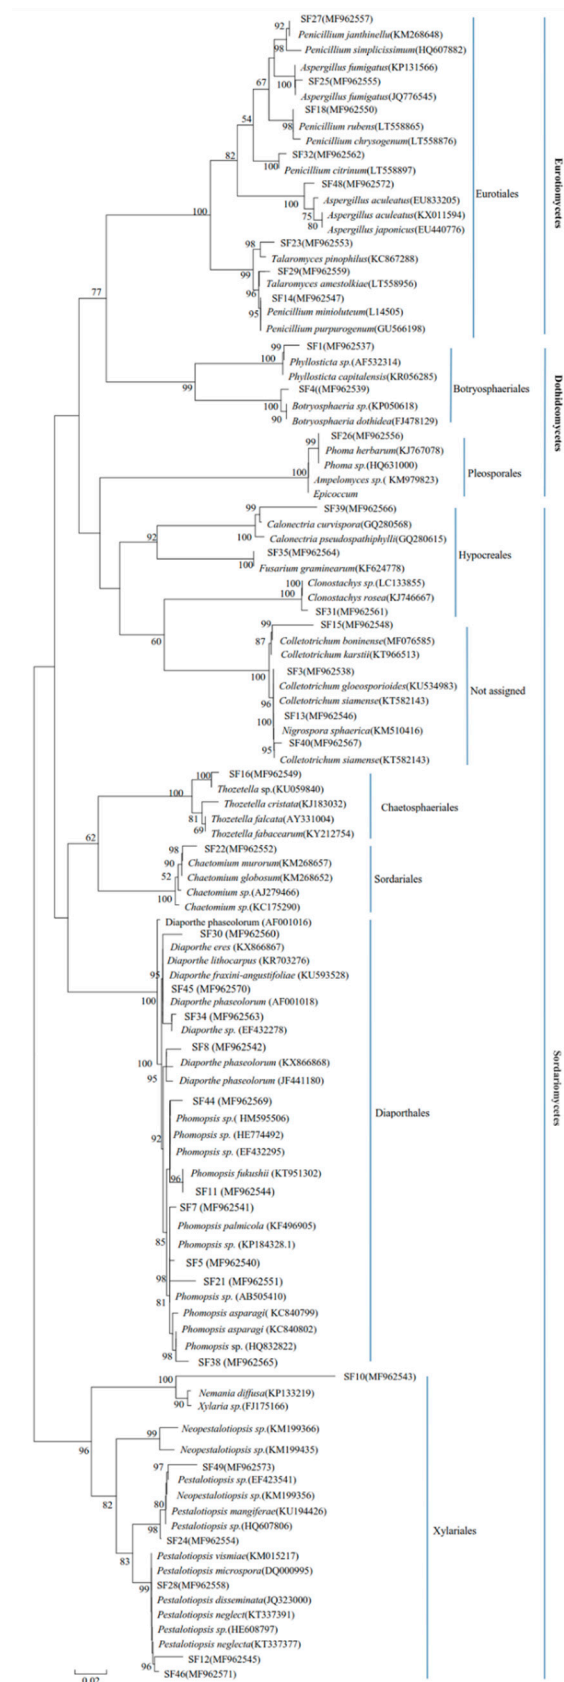 SF27(MF962557)
92
Penicillium janthinellu(KM268648)
98
Penicillium simplicissimum(HQ607882)
Aspergillus fumigatus(KP131566)
67
100
SF25(MF962555)
Aspergillus fumigatus(JQ776545)
SF18(MF962550)
54
98
Penicillium rubens(LT558865)
Penicillium chrysogenum(LT558876)
82
SF32(MF962562)
100
Penicillium citrinum(LT558897)
SF48(MF962572)
Eurotiales
Eurotiomycetes
100
Aspergillus aculeatus(EU833205)
100
75
Aspergillus aculeatus(KX011594)
80
Aspergillus japonicus(EU440776)
98
SF23(MF962553)
Talaromyces pinophilus(KC867288)
99
SF29(MF962559)
Talaromyces amestolkiae(LT558956)
77
96
SF14(MF962547)
95
Penicillium minioluteum(L14505)
Penicillium purpurogenum(GU566198)
99
SF1(MF962537)
100
Phyllosticta sp.(AF532314)
Phyllosticta capitalensis(KR056285)
99
SF4((MF962539)
Botryosphaeriales
100
Botryosphaeria sp.(KP050618)
90
Botryosphaeria dothidea(FJ478129)
Dothideomycetes
SF26(MF962556)
99
Phoma herbarum(KJ767078)
Phoma sp.(HQ631000)
100
Ampelomyces sp.( KM979823)
Pleosporales
Epicoccum
99
SF39(MF962566)
Calonectria curvispora(GQ280568)
92
100
Calonectria pseudospathiphylli(GQ280615)
SF35(MF962564)
Hypocreales
100
Fusarium graminearum(KF624778)
100
Clonostachys sp.(LC133855)
100
Clonostachys rosea(KJ746667)
SF31(MF962561)
99
SF15(MF962548)
60
87
Colletotrichum boninense(MF076585)
Colletotrichum karstii(KT966513)
100
SF3(MF962538)
Colletotrichum gloeosporioides(KU534983)
Not assigned
96
Colletotrichum siamense(KT582143)
100
SF13(MF962546)
Nigrospora sphaerica(KM510416)
95
SF40(MF962567)
Colletotrichum siamense(KT582143)
100
SF16(MF962549)
100
Thozetella sp.(KU059840)
Thozetella cristata(KJ183032)
Chaetosphaeriales
81
Thozetella falcata(AY331004)
69
Thozetella fabacearum(KY212754)
62
98
SF22(MF962552)
90
Chaetomium murorum(KM268657)
52
Chaetomium globosum(KM268652)
Sordariales
100
Chaetomium sp.(AJ279466)
Chaetomium sp.(KC175290)
Diaporthe phaseolorum (AF001016)
SF30 (MF962560)
Diaporthe eres (KX866867)
Diaporthe lithocarpus (KR703276)
95
Diaporthe fraxini-angustifoliae (KU593528)
SF45 (MF962570)
100
Diaporthe phaseolorum (AF001018)
SF34 (MF962563)
Diaporthe sp. (EF432278)
Sordariomycetes
SF8 (MF962542)
100
Diaporthe phaseolorum (KX866868)
95
Diaporthe phaseolorum (JF441180)
SF44 (MF962569)
Phomopsis sp.( HM595506)
Diaporthales
92
Phomopsis sp. (HE774492)
Phomopsis sp. (EF432295)
96
Phomopsis fukushii (KT951302)
SF11 (MF962544)
SF7 (MF962541)
Phomopsis palmicola (KF496905)
85
Phomopsis sp. (KP184328.1)
SF5 (MF962540)
98
SF21 (MF962551)
81
Phomopsis sp. (AB505410)
Phomopsis asparagi( KC840799)
Phomopsis asparagi (KC840802)
Phomopsis sp. (HQ832822)
98
SF38 (MF962565)
100
SF10(MF962543)
Nemania diffusa(KP133219)
90
Xylaria sp.(FJ175166)
96
99
Neopestalotiopsis sp.(KM199366)
Neopestalotiopsis sp.(KM199435)
97
SF49(MF962573)
Pestalotiopsis sp.(EF423541)
82
80
Neopestalotiopsis sp.(KM199356)
Pestalotiopsis mangiferae(KU194426)
98
Pestalotiopsis sp.(HQ607806)
Xylariales
SF24(MF962554)
83
Pestalotiopsis vismiae(KM015217)
Pestalotiopsis microspora(DQ000995)
99
SF28(MF962558)
Pestalotiopsis disseminata(JQ323000)
Pestalotiopsis neglect(KT337391)
Pestalotiopsis sp.(HE608797)
Pestalotiopsis neglecta(KT337377)
SF12(MF962545)
96
SF46(MF962571)
0.02